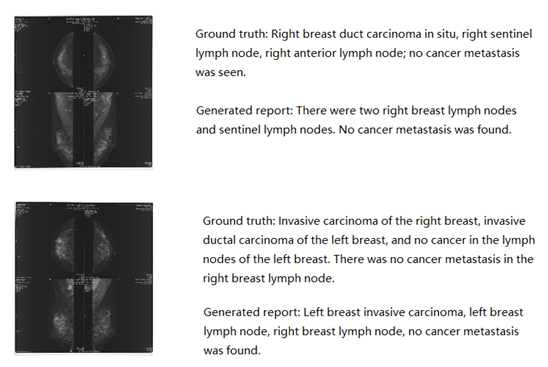 Ground truth: Right breast duct carcinoma in situ, right sentinel
lymph node, right anterior lymph node; no cancer metastasis
was seen.
Generated report: There were two right breast lymph nodes
and sentinel lymph nodes. No cancer metastasis was found.
Ground truth: Invasive carcinoma of the right breast, invasive
ductal carcinoma of the left breast, and no cancer in the lymph
nodes of the left breast. There was no cancer metastasis in the
right breast lymph node.
Generated report: Left breast invasive carcinoma, left breast
lymph node, right breast lymph node, no cancer metastasis
was found.